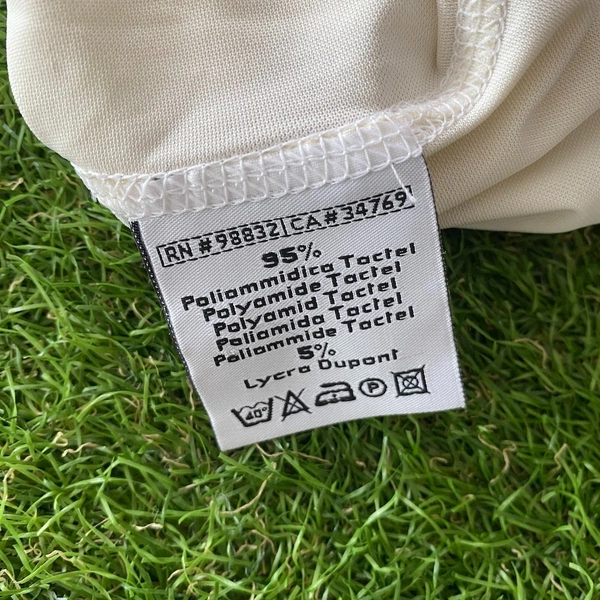 RN #98832 CA#34769
95%
Poliammidica Tactel
Polyamide Tactel
Polyamid Tactel
Poliamida Tactel
Poliammide Tactel
5%
Lycra Dupont
40° P